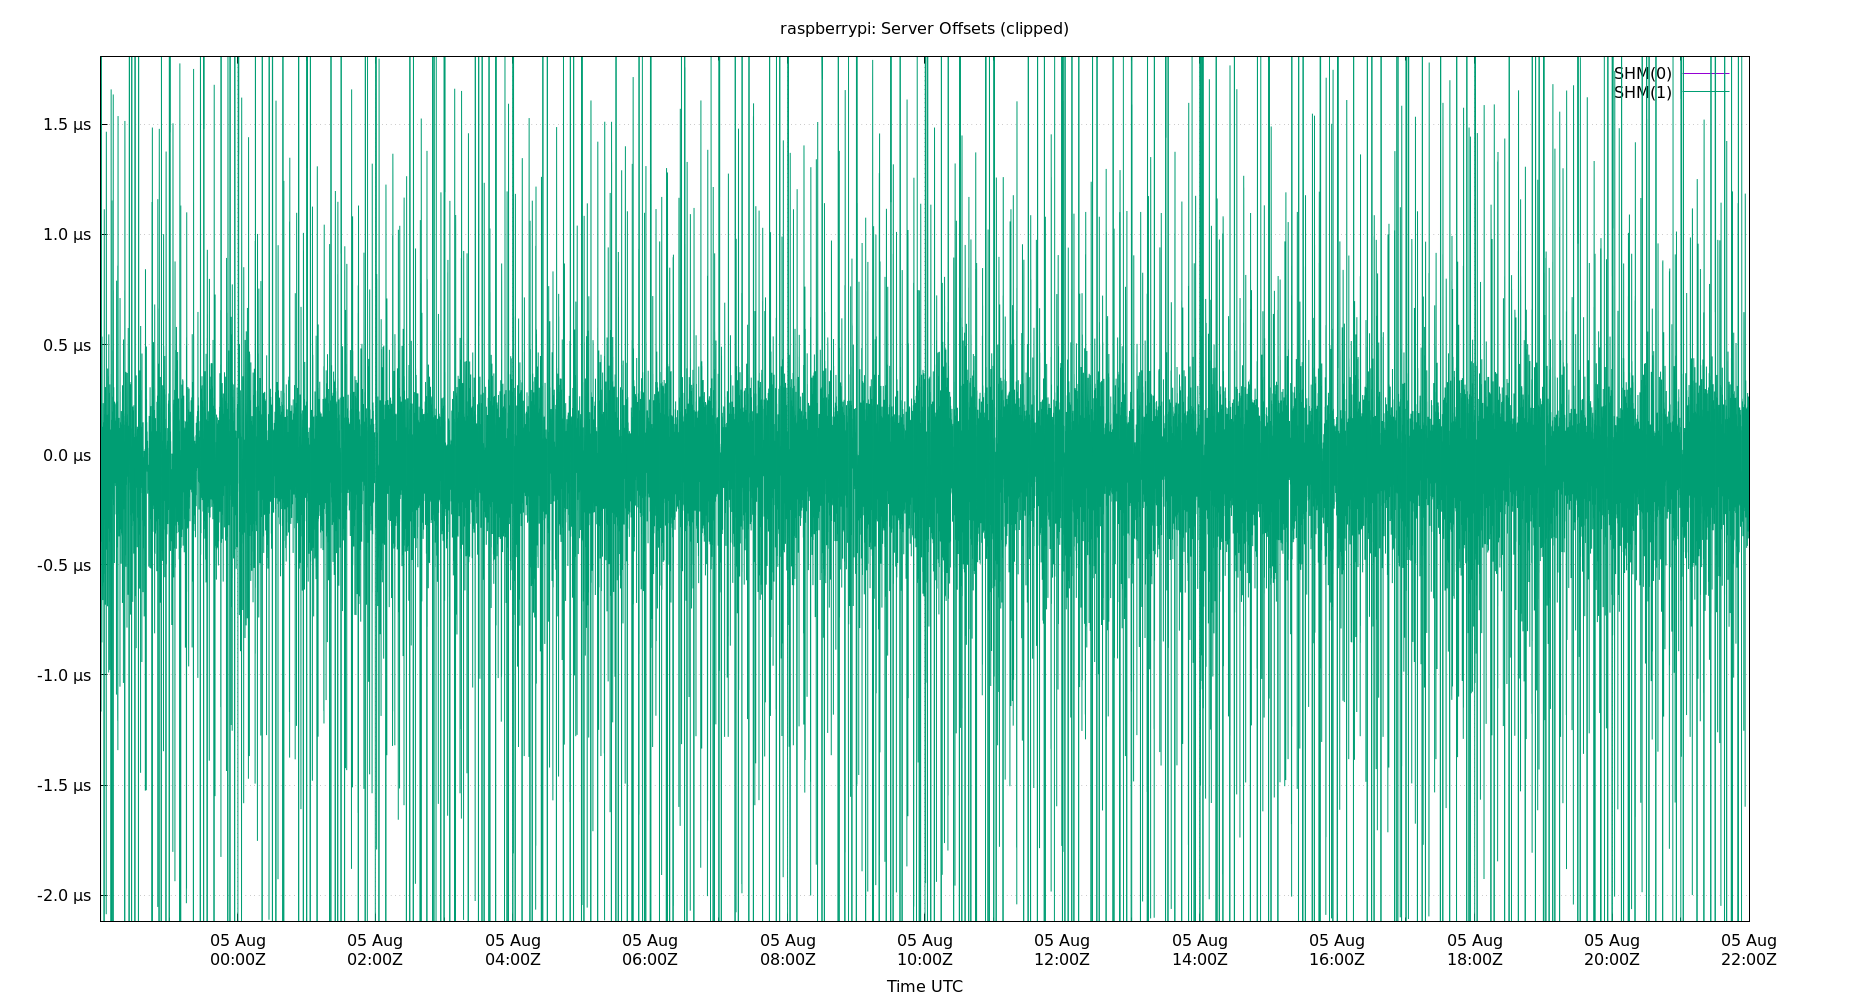 raspberrypi: Server Offsets (clipped)
SHM(0)
SHM(1)
1.5 μs
1.0 μs
0.5 μs
0.0 μs
-0.5 μs
-1.0 μs
-1.5 μs
-2.0 μs
05 Aug 05 Aug 05 Aug 05 Aug 05 Aug 05 Aug 05 Aug 05 Aug 05 Aug 05 Aug 05 Aug 05 Aug
00:00Z 02:00Z 04:00Z 06:00Z 08:00Z 10:00Z 12:00Z 14:00Z 16:00Z 18:00Z 20:00Z 22:00Z
Time UTC